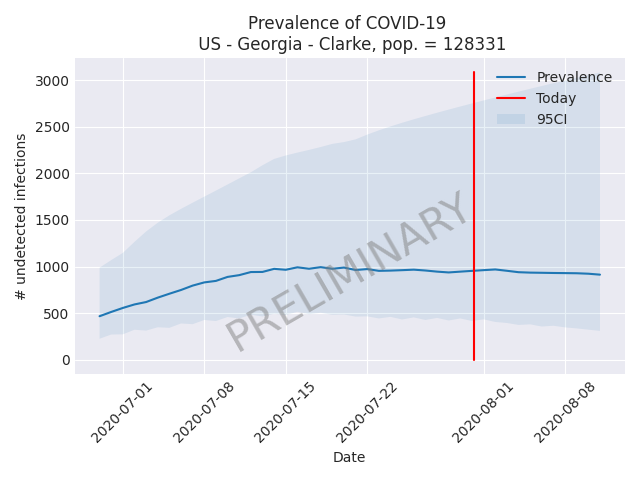 Prevalence of COVID-19
US - Georgia - Clarke, pop. = 128331
# undetected infections
3000
2500
2000
1500
1000
500
0
Prevalence
Today
95CI
PRELIMINARY
2020-07-01
2020-07-08
2020-07-15
2020-07-22
2020-08-01
2020-08-08
Date